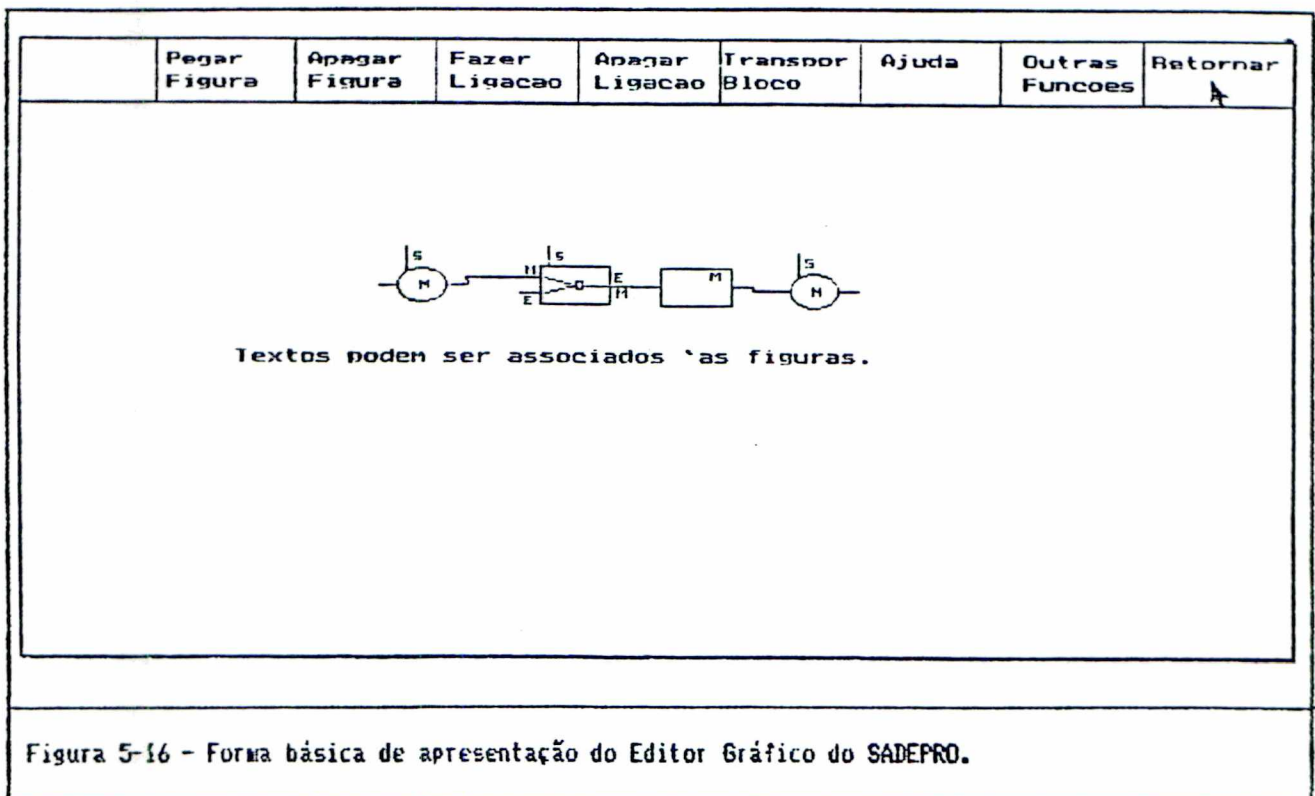 Pegar Figura
Apagar Figura
Fazer Ligacao
Apagar Ligacao
Transpor Bloco
Ajuda
Outras Funcoes
Retornar
S
M
S
M
E
E
M
M
S
M
Textos podem ser associados `as figuras.
Figura 5-16 - Forma básica de apresentação do Editor Gráfico do SADEPRO.